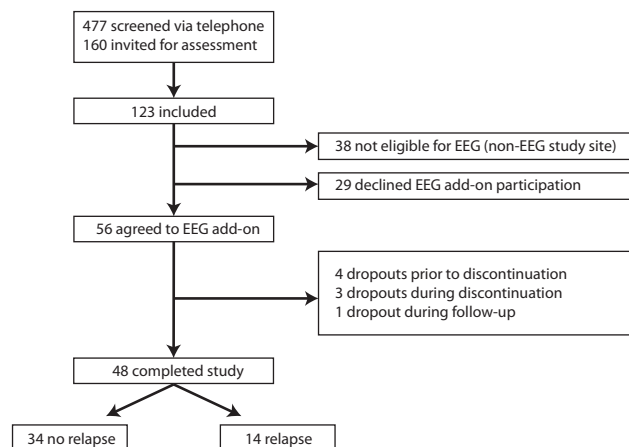 477 screened via telephone
160 invited for assessment
123 included
38 not eligible for EEG (non-EEG study site)
29 declined EEG add-on participation
56 agreed to EEG add-on
4 dropouts prior to discontinuation
3 dropouts during discontinuation
1 dropout during follow-up
48 completed study
34 no relapse
14 relapse